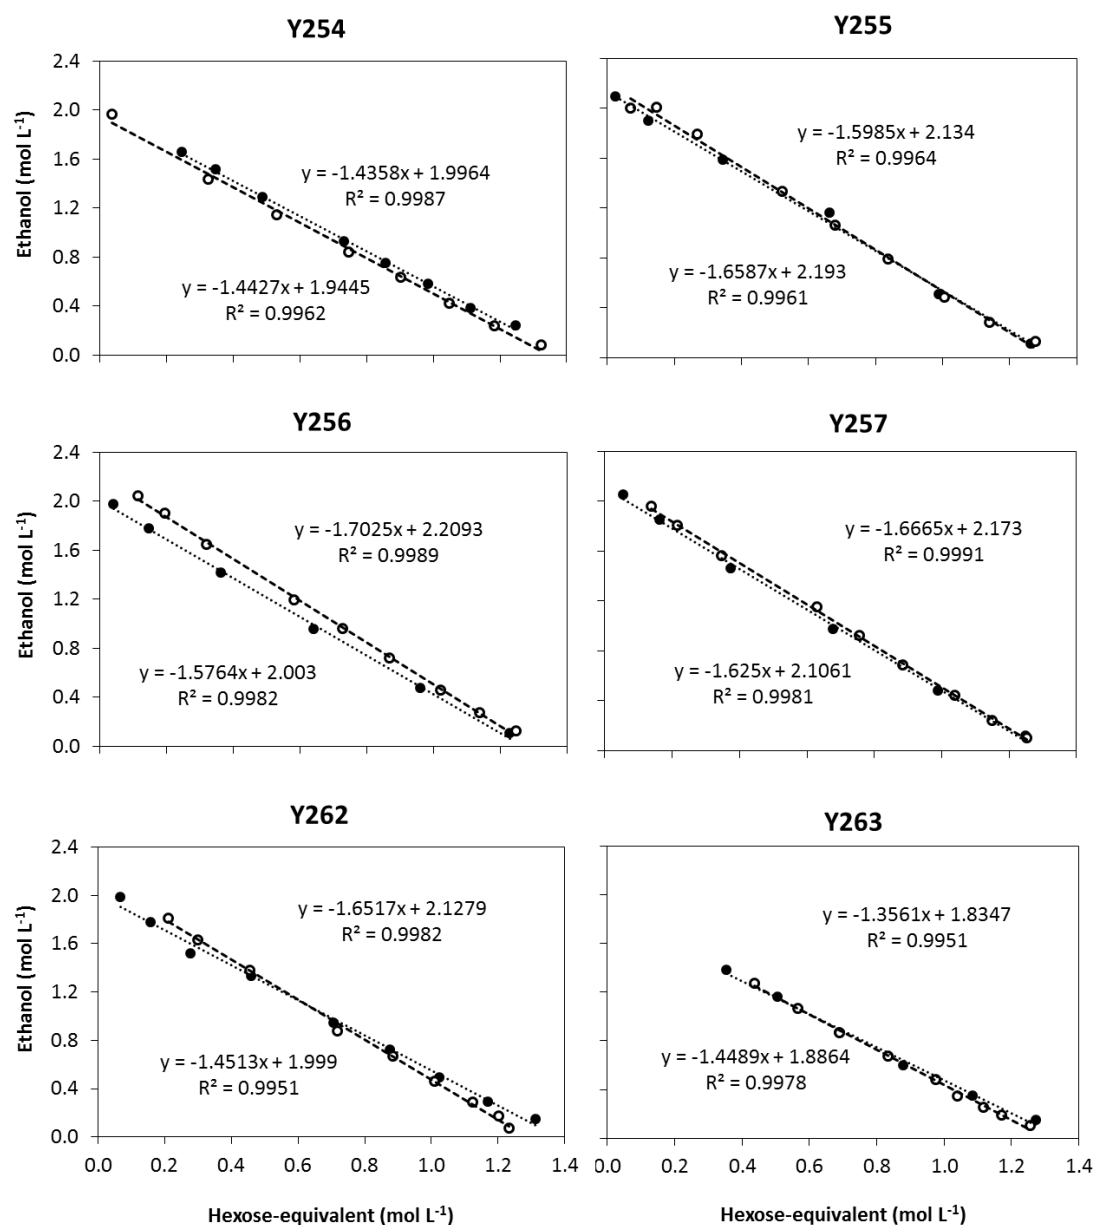 Y254
2.4
2.0
1.6
1.2
0.8
0.4
0.0
Ethanol (mol L-1)
y = -1.4358x + 1.9964
R² = 0.9987
y = -1.4427x + 1.9445
R² = 0.9962
Y255
y = -1.5985x + 2.134
R² = 0.9964
y = -1.6587x + 2.193
R² = 0.9961
Y256
2.4
2.0
1.6
1.2
0.8
0.4
0.0
Ethanol (mol L-1)
y = -1.7025x + 2.2093
R² = 0.9989
y = -1.5764x + 2.003
R² = 0.9982
Y257
y = -1.6665x + 2.173
R² = 0.9991
y = -1.625x + 2.1061
R² = 0.9981
Y262
2.4
2.0
1.6
1.2
0.8
0.4
0.0
Ethanol (mol L-1)
y = -1.6517x + 2.1279
R² = 0.9982
y = -1.4513x + 1.999
R² = 0.9951
0.0 0.2 0.4 0.6 0.8 1.0 1.2 1.4
Hexose-equivalent (mol L-1)
Y263
y = -1.3561x + 1.8347
R² = 0.9951
y = -1.4489x + 1.8864
R² = 0.9978
0.0 0.2 0.4 0.6 0.8 1.0 1.2 1.4
Hexose-equivalent (mol L-1)